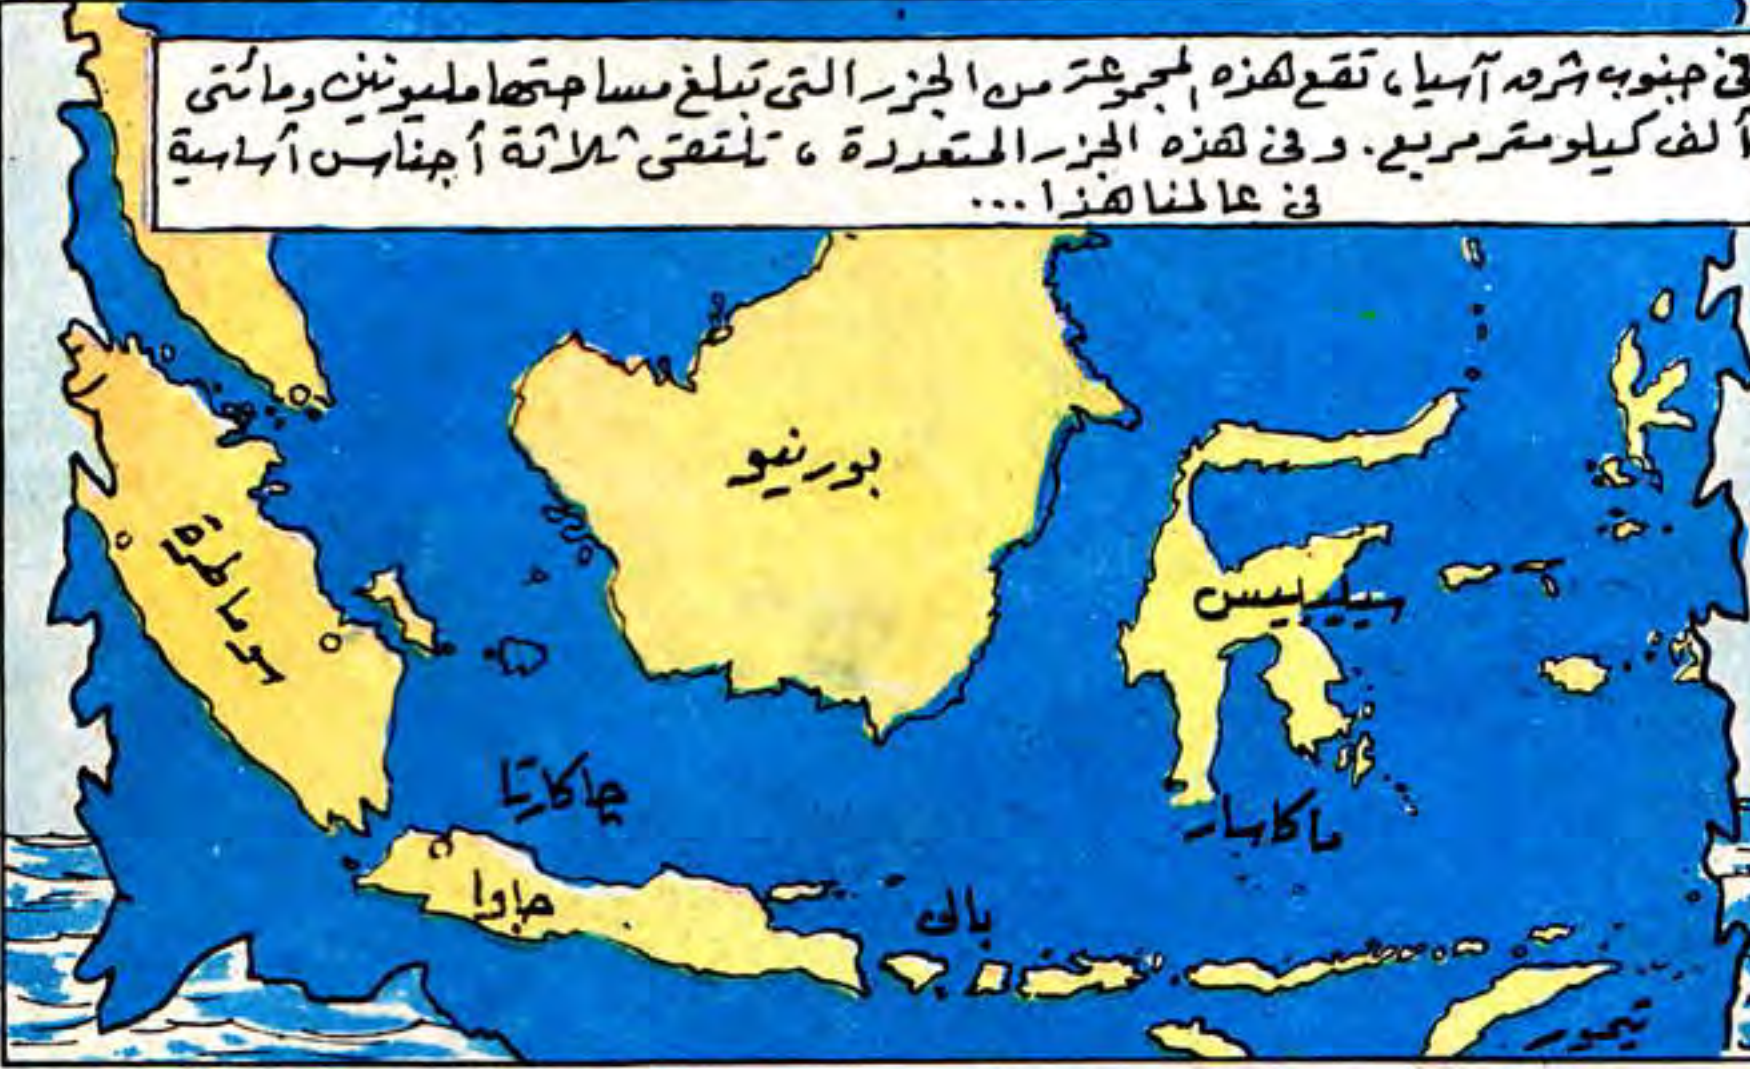 فى جنوب شرق آسيا، تقع هذه المجموعة من الجزر التى تبلغ مساحتها مليونين ومائتى
ألف كيلومتر مربع. وفى هذه الجزر المتعددة، تلتقى ثلاثة أجناس أساسية
فى عالمنا هذا...
بورنيو
سومطرة
سيليبيس
جاكارتا
ماكاسار
جاوا
بالى
تيمور